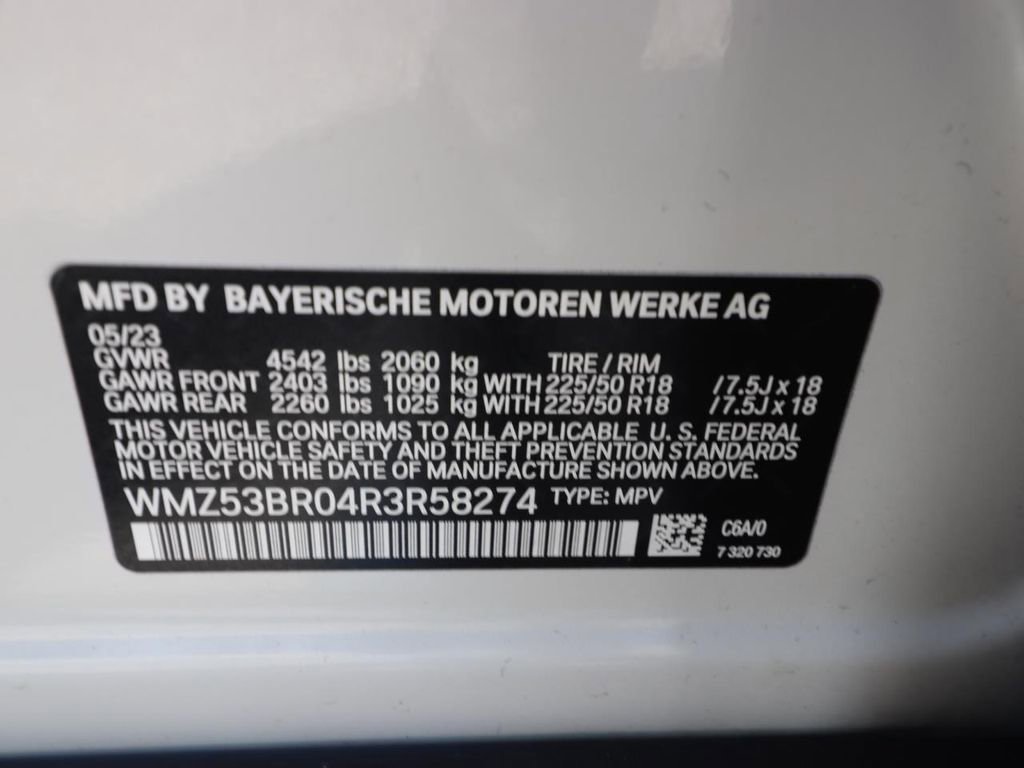 MFD BY BAYERISCHE MOTOREN WERKE AG
05/23
GVWR 4542 lbs 2060 kg TIRE / RIM
GAWR FRONT 2403 lbs 1090 kg WITH 225/50 R18 /7.5J x 18
GAWR REAR 2260 lbs 1025 kg WITH 225/50 R18 /7.5J x 18
THIS VEHICLE CONFORMS TO ALL APPLICABLE U. S. FEDERAL
MOTOR VEHICLE SAFETY AND THEFT PREVENTION STANDARDS
IN EFFECT ON THE DATE OF MANUFACTURE SHOWN ABOVE.
WMZ53BR04R3R58274 TYPE: MPV
C6A/0
7 320 730